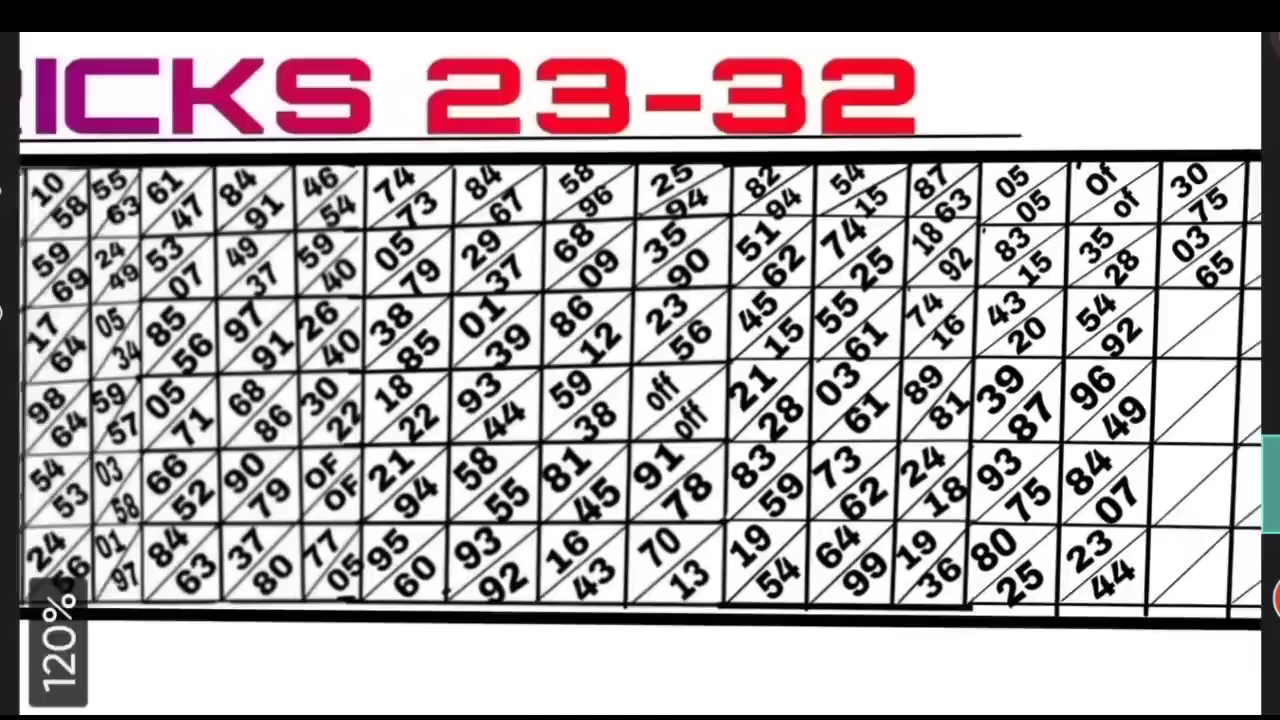 ICKS 23-32
10 58 55 63 61 47 84 91 46 54 74 73 84 67 58 96 25 94 82 94 54 15 87 63 05 05 Of of 30 75
59 69 24 49 53 07 49 37 59 40 05 79 29 37 68 09 35 90 51 62 74 25 18 92 83 15 35 28 03 65
17 64 05 34 85 56 97 91 26 40 38 85 01 39 86 12 23 56 45 15 55 61 74 16 43 20 54 92
98 64 59 57 05 71 68 86 30 22 18 22 93 44 59 38 off off 21 28 03 61 89 81 39 87 96 49
54 53 03 58 66 52 90 79 OF OF 21 94 58 55 81 45 91 78 83 59 73 62 24 18 93 75 84 07
24 66 01 97 84 63 37 80 77 05 95 60 93 92 16 43 70 13 19 54 64 99 19 36 80 25 23 44
120%